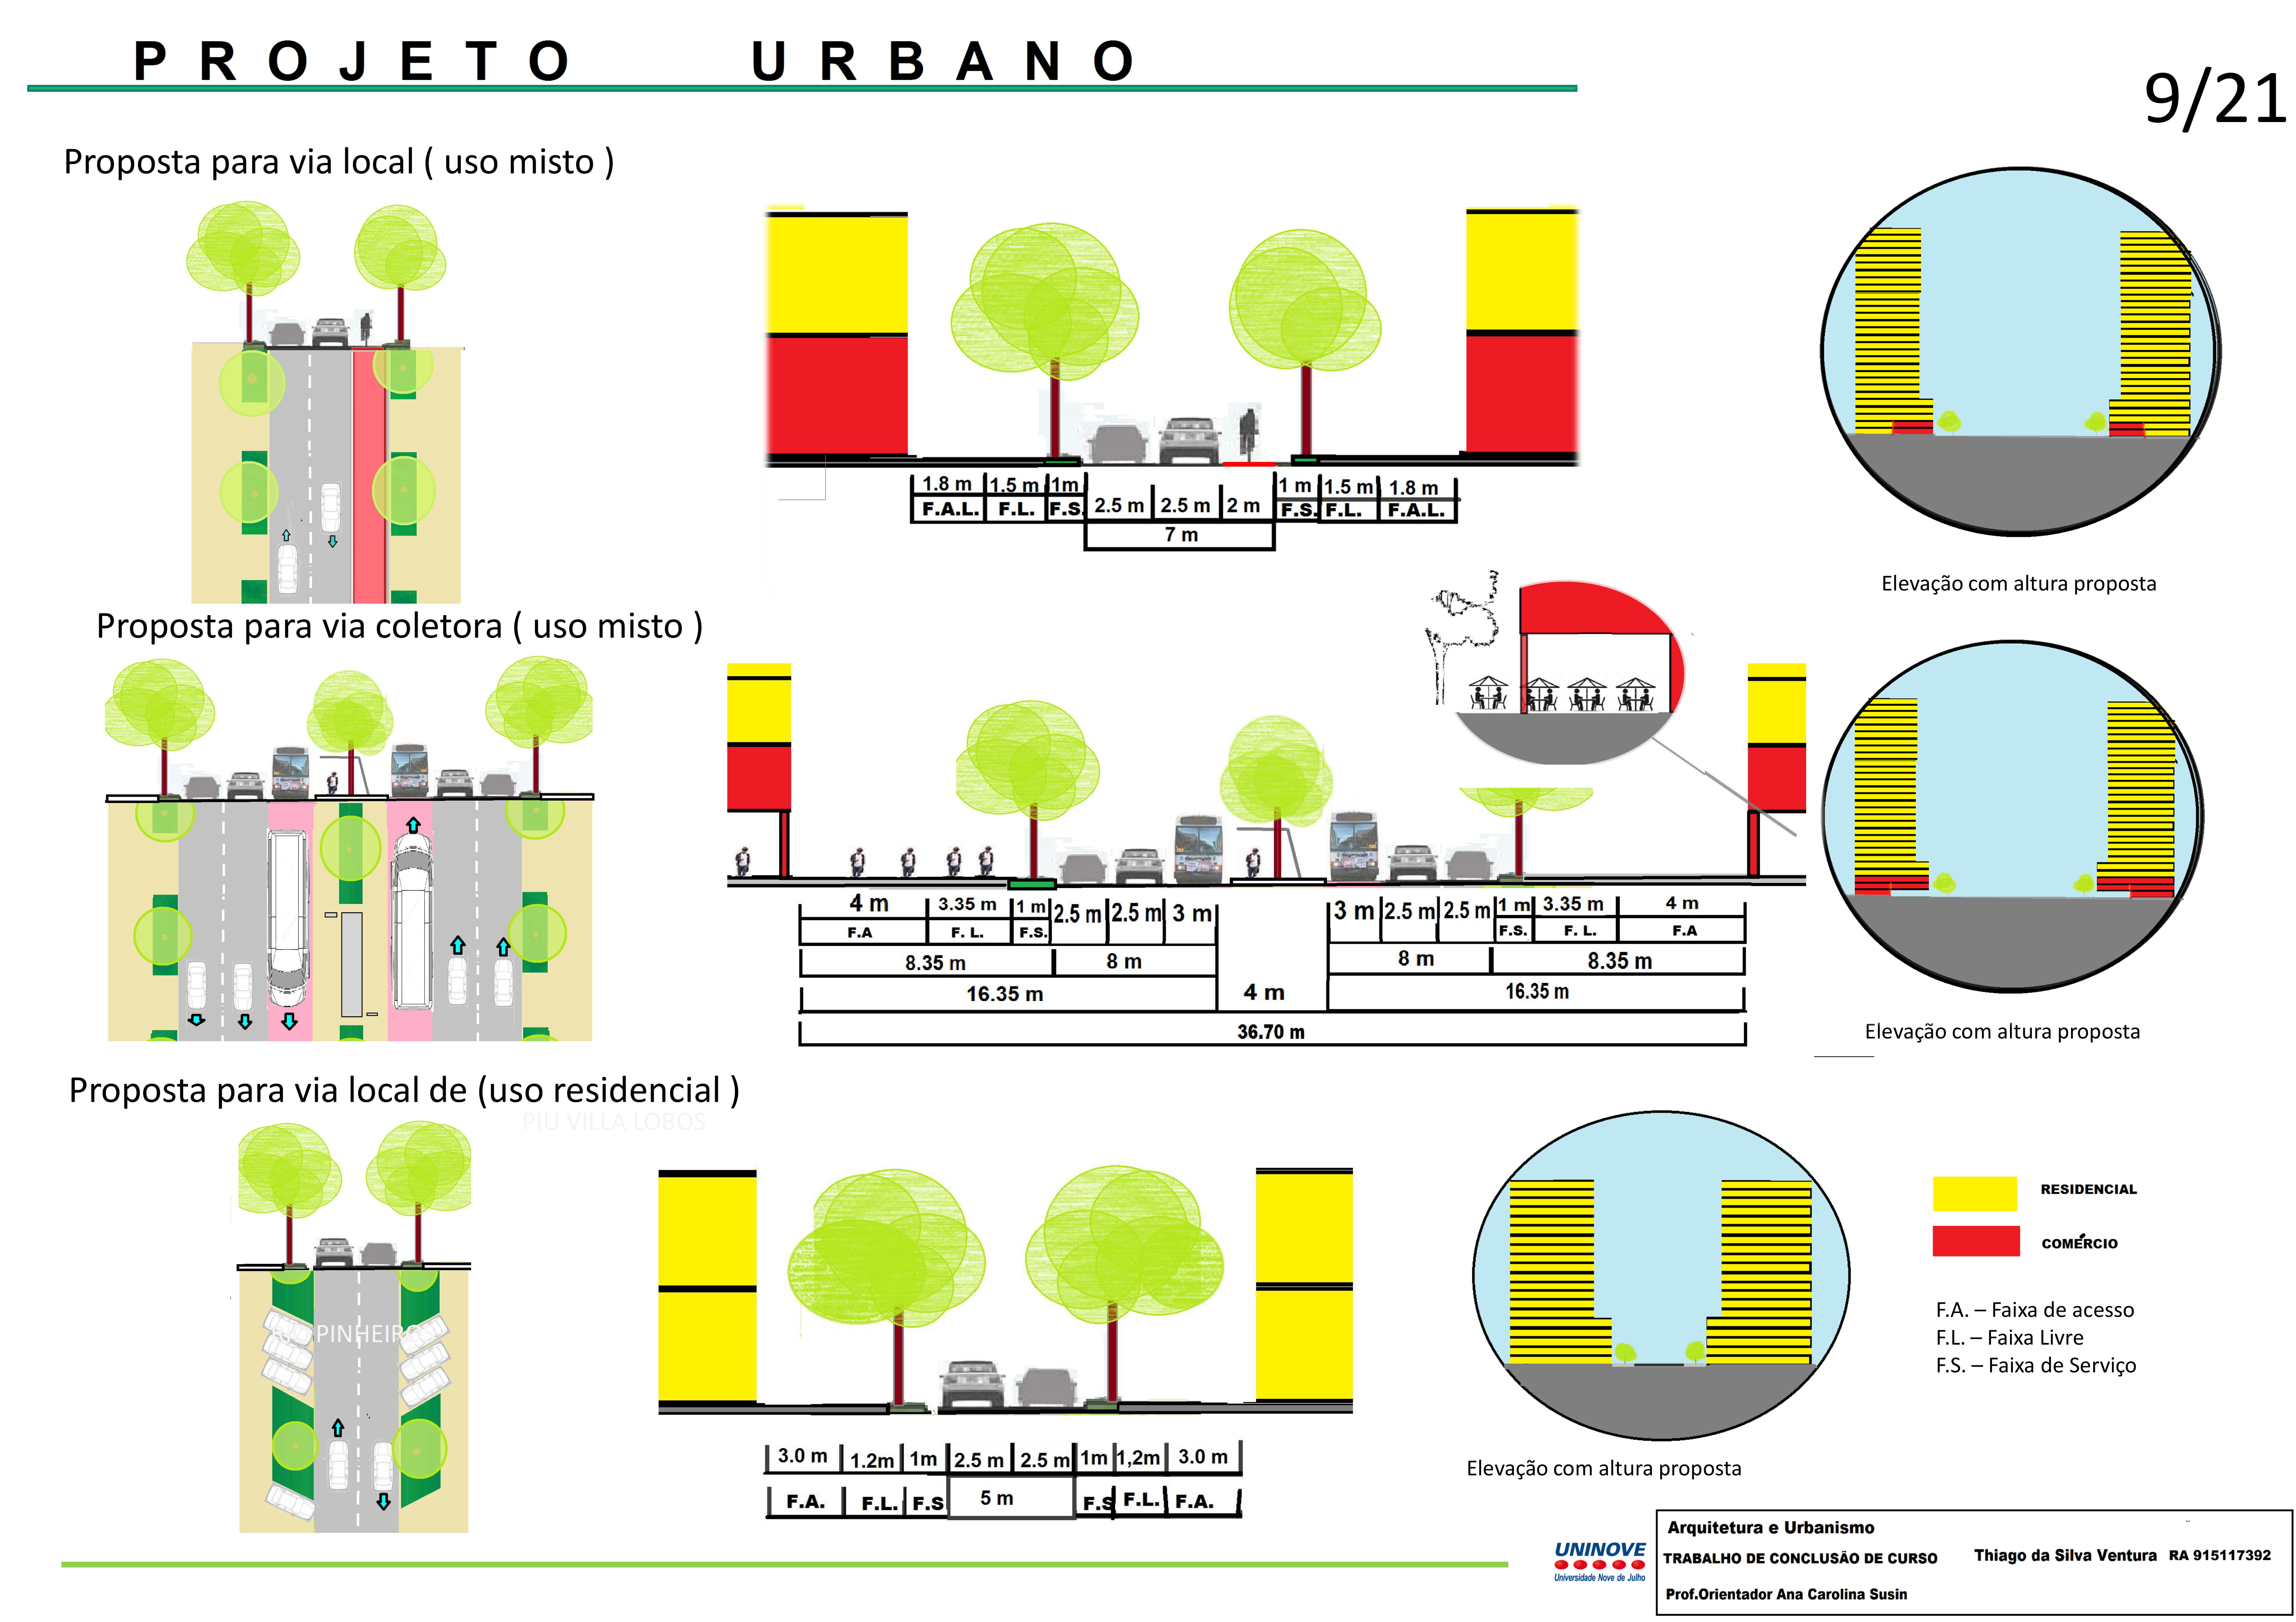 PROJETO URBANO
9/21
Proposta para via local ( uso misto )
1.8 m 1.5 m 1m 2.5 m 2.5 m 2 m 1 m 1.5 m 1.8 m
F.A.L. F.L. F.S. F.S. F.L. F.A.L.
7 m
Elevação com altura proposta
Proposta para via coletora ( uso misto )
4 m 3.35 m 1 m 2.5 m 2.5 m 3 m 3 m 2.5 m 2.5 m 1 m 3.35 m 4 m
F.A F. L. F.S. F.S. F. L. F.A
8.35 m 8 m 8 m 8.35 m
16.35 m 4 m 16.35 m
36.70 m
Elevação com altura proposta
Proposta para via local de (uso residencial )
PIU VILLA LOBOS
PINHEIRO
3.0 m 1.2m 1m 2.5 m 2.5 m 1m 1,2m 3.0 m
F.A. F.L. F.S 5 m F.S F.L. F.A.
Elevação com altura proposta
RESIDENCIAL
COMÉRCIO
F.A. – Faixa de acesso
F.L. – Faixa Livre
F.S. – Faixa de Serviço
UNINOVE
Universidade Nove de Julho
Arquitetura e Urbanismo
TRABALHO DE CONCLUSÃO DE CURSO Thiago da Silva Ventura RA 915117392
Prof.Orientador Ana Carolina Susin